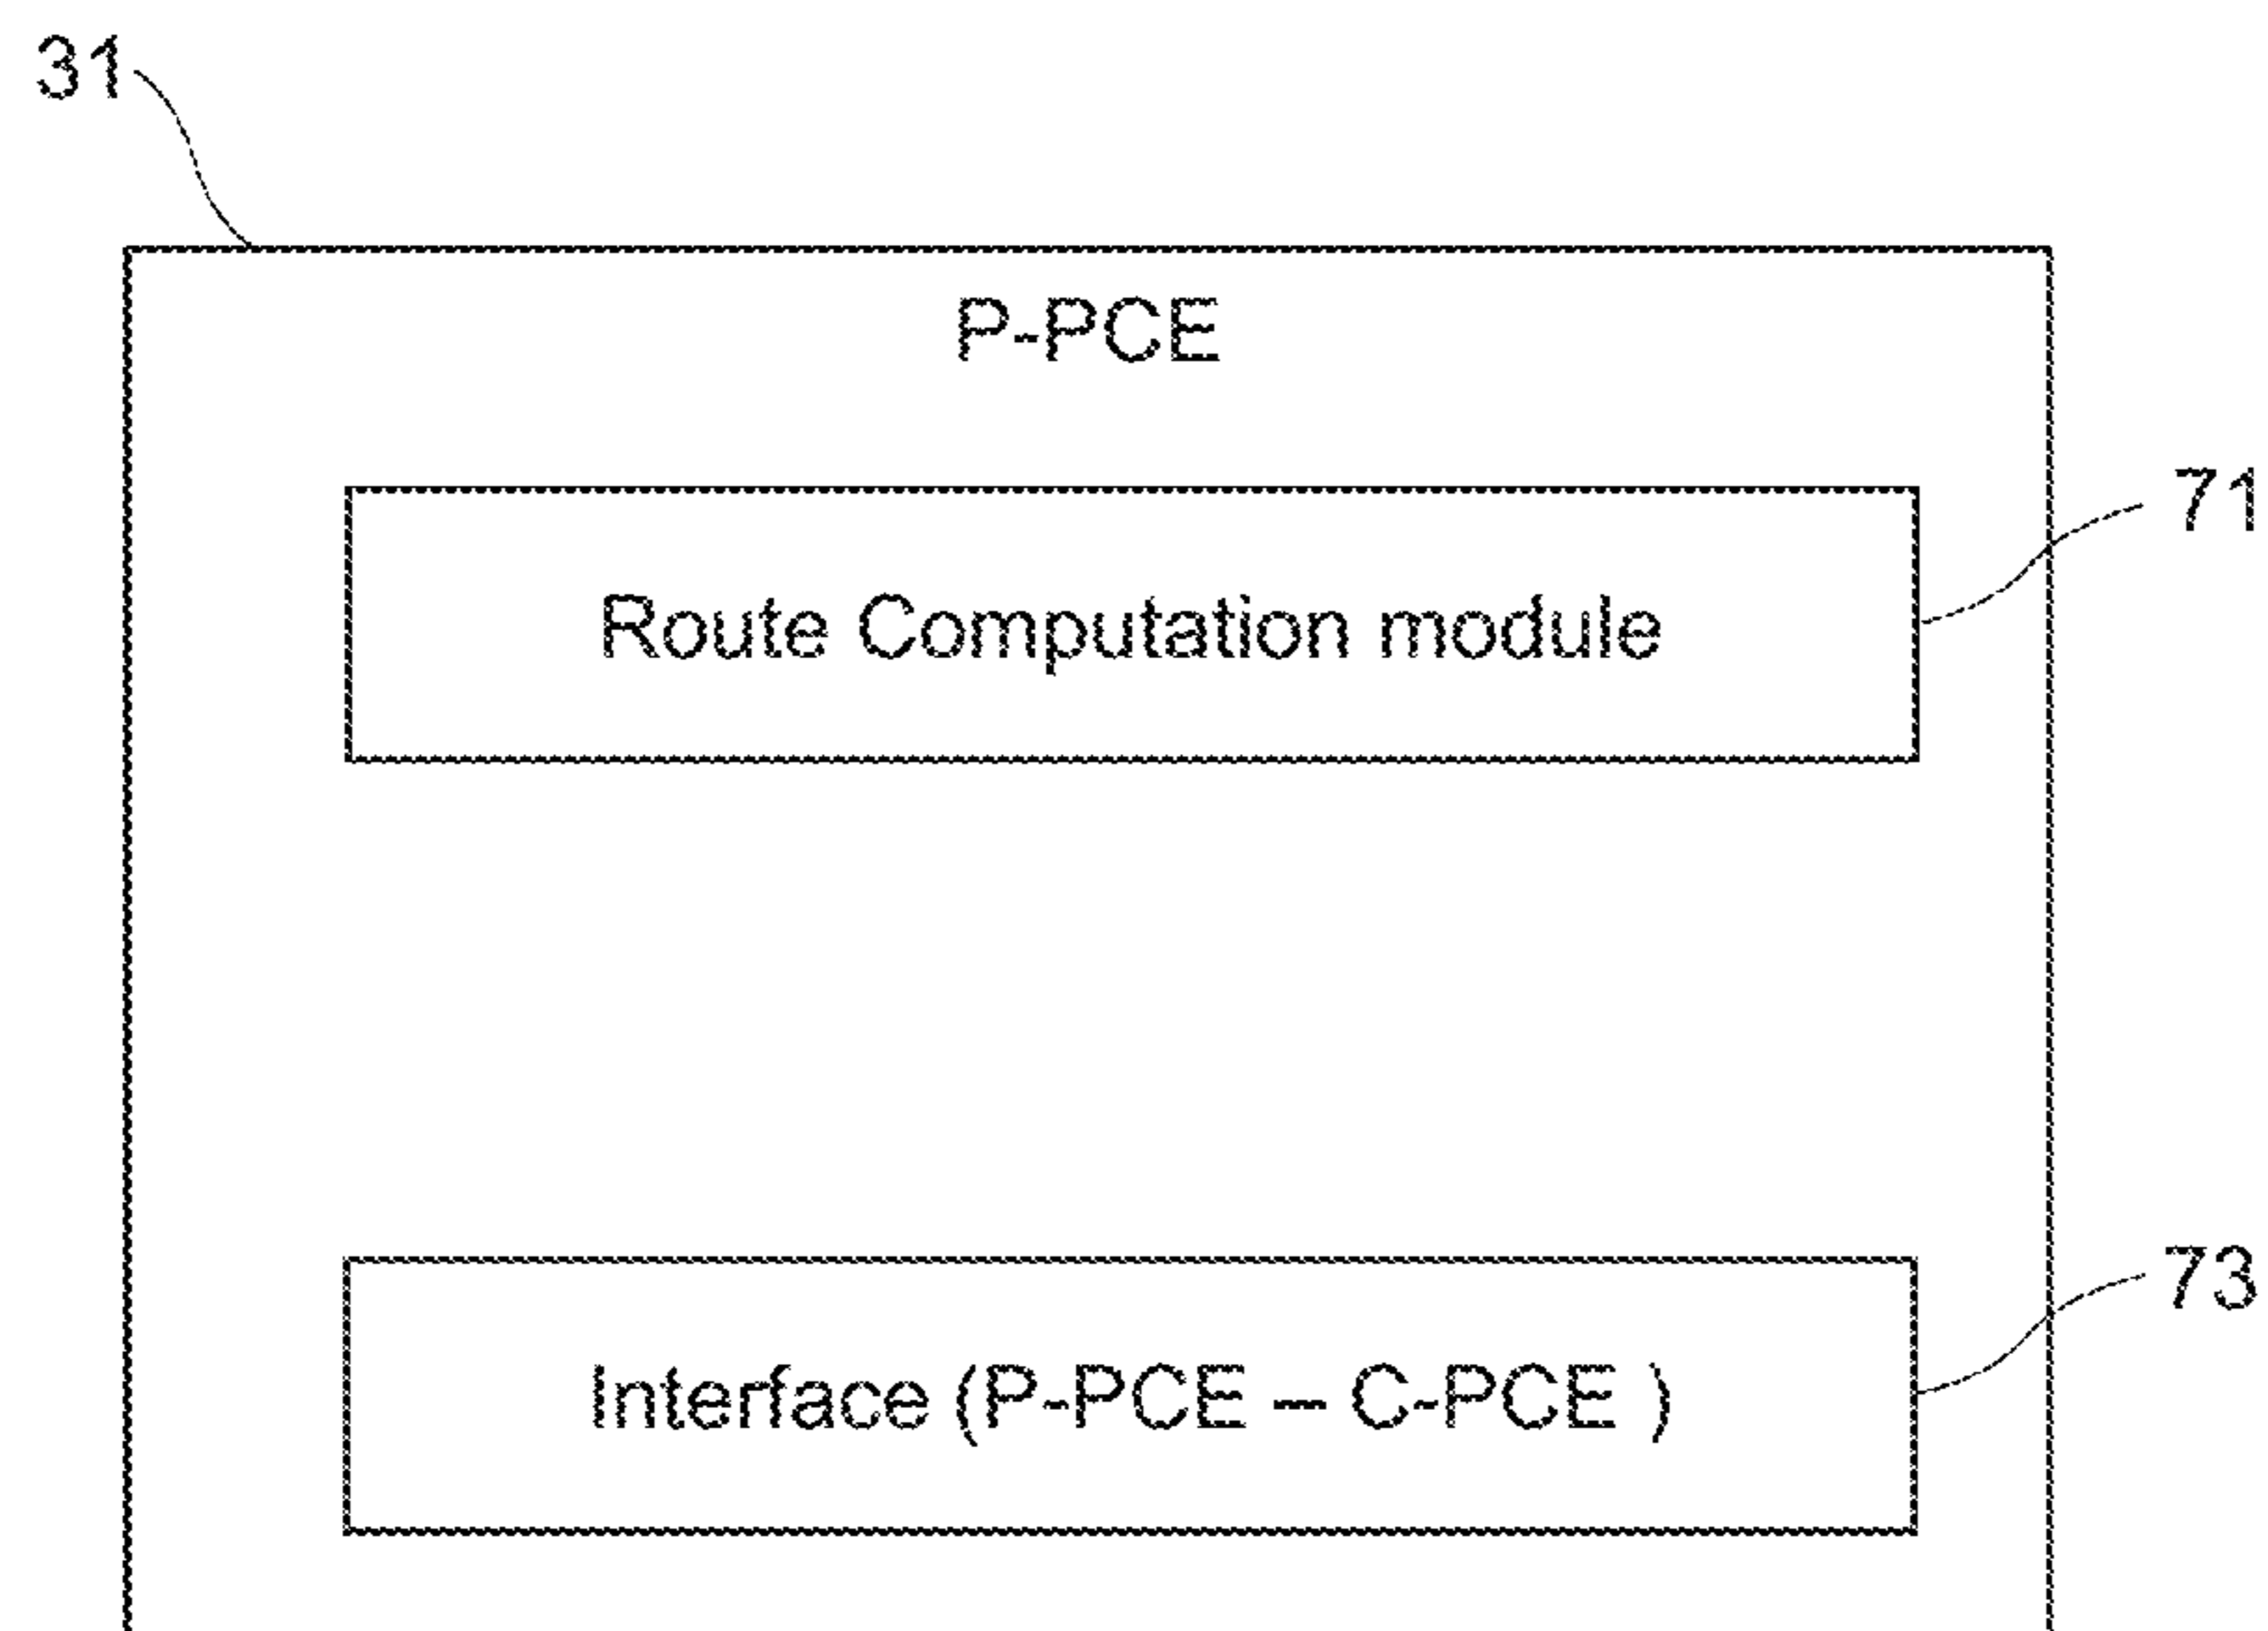 31
P-PCE
71
Route Computation module
73
Interface (P-PCE – C-PCE )